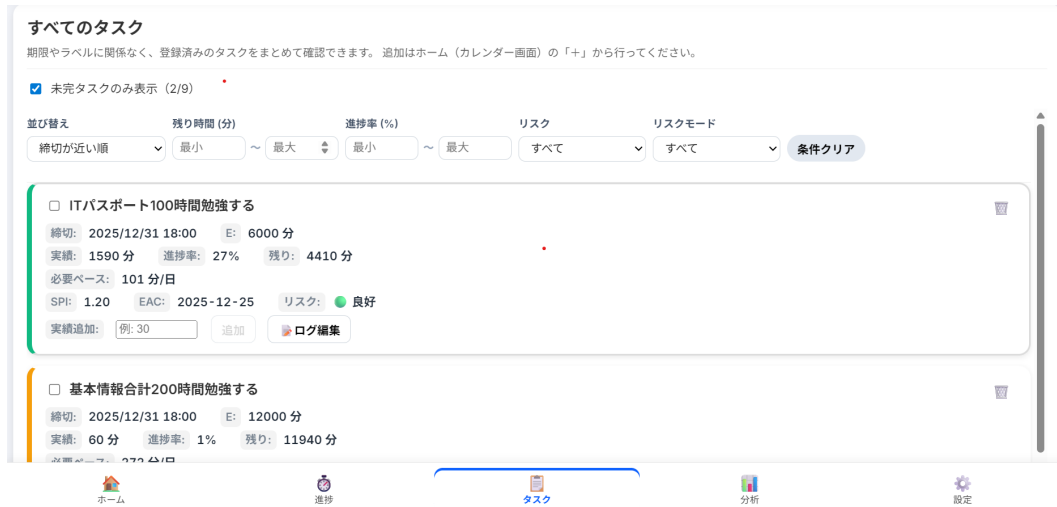 すべてのタスク
期限やラベルに関係なく、登録済みのタスクをまとめて確認できます。 追加はホーム（カレンダー画面）の「＋」から行ってください。
未完タスクのみ表示（2/9）
並び替え 残り時間 (分) 進捗率 (%) リスク リスクモード
締切が近い順 最小 ～ 最大 最小 ～ 最大 すべて すべて 条件クリア
ITパスポート100時間勉強する
締切: 2025/12/31 18:00 E: 6000 分
実績: 1590 分 進捗率: 27% 残り: 4410 分
必要ペース: 101 分/日
SPI: 1.20 EAC: 2025-12-25 リスク: 良好
実績追加: 例: 30 追加 ログ編集
基本情報合計200時間勉強する
締切: 2025/12/31 18:00 E: 12000 分
実績: 60 分 進捗率: 1% 残り: 11940 分
必要ペース: 272 分/日
ホーム 進捗 タスク 分析 設定